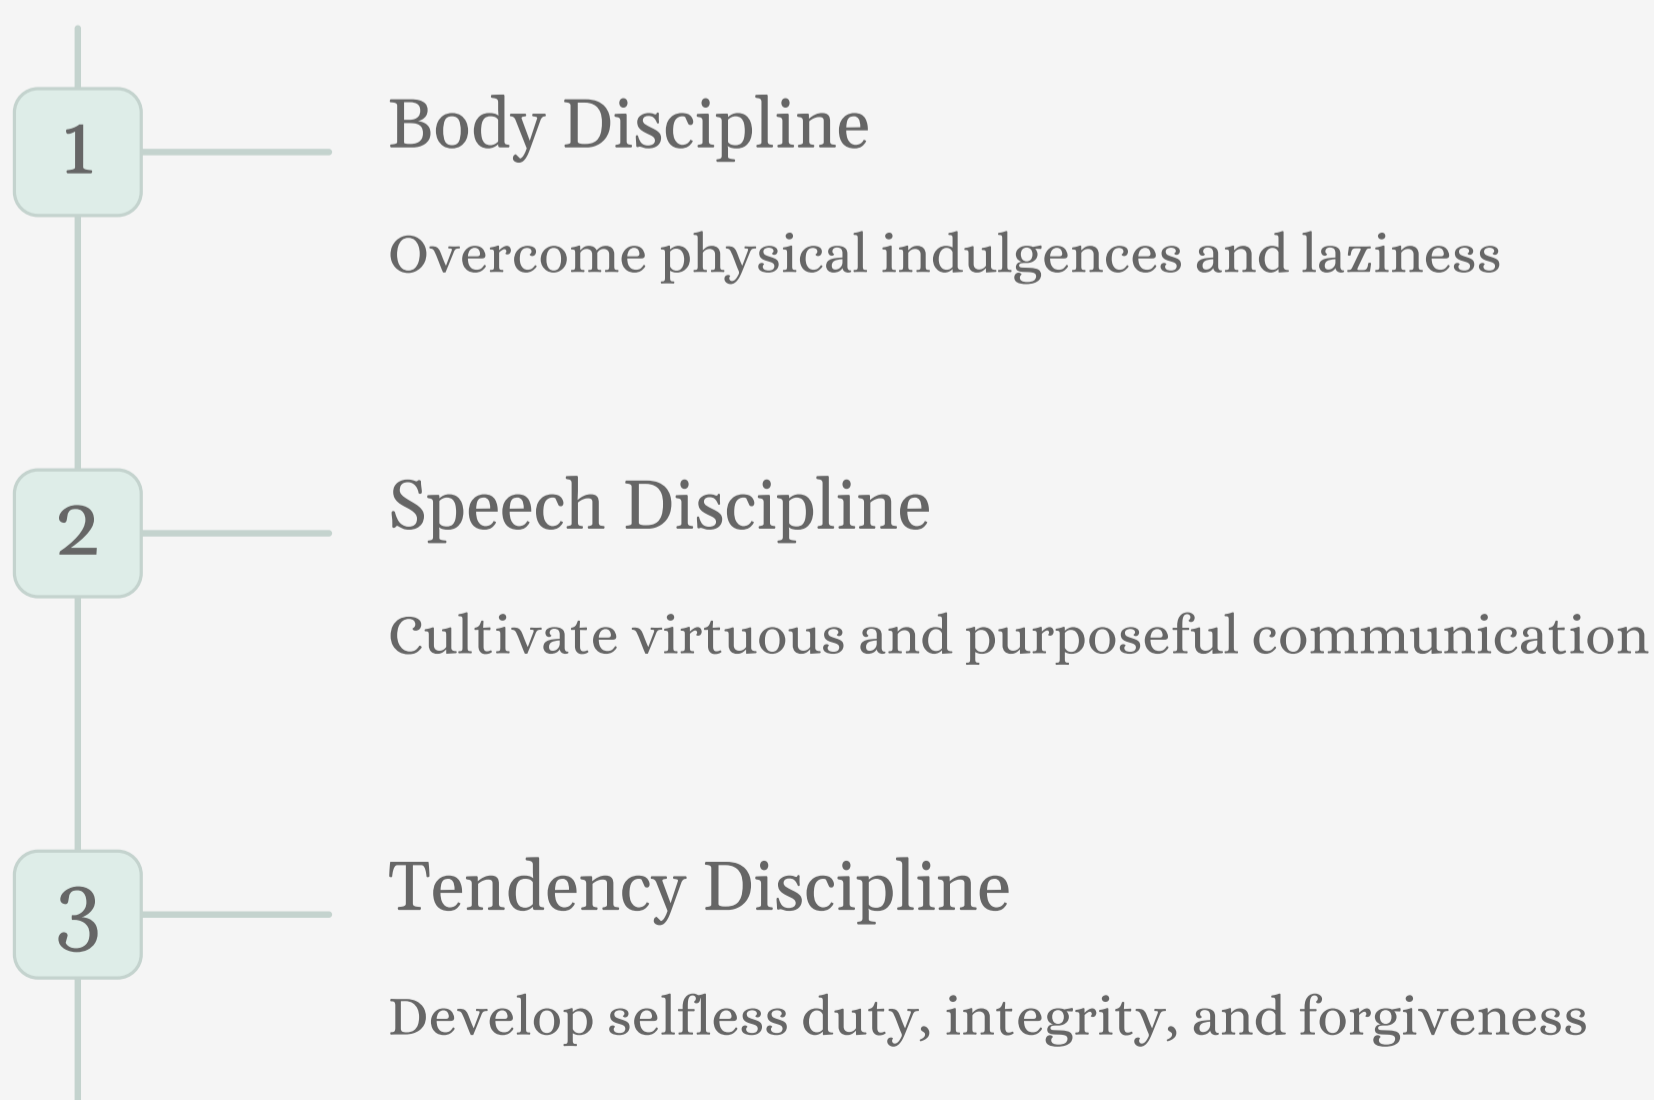 1
Body Discipline
Overcome physical indulgences and laziness
2
Speech Discipline
Cultivate virtuous and purposeful communication
3
Tendency Discipline
Develop selfless duty, integrity, and forgiveness